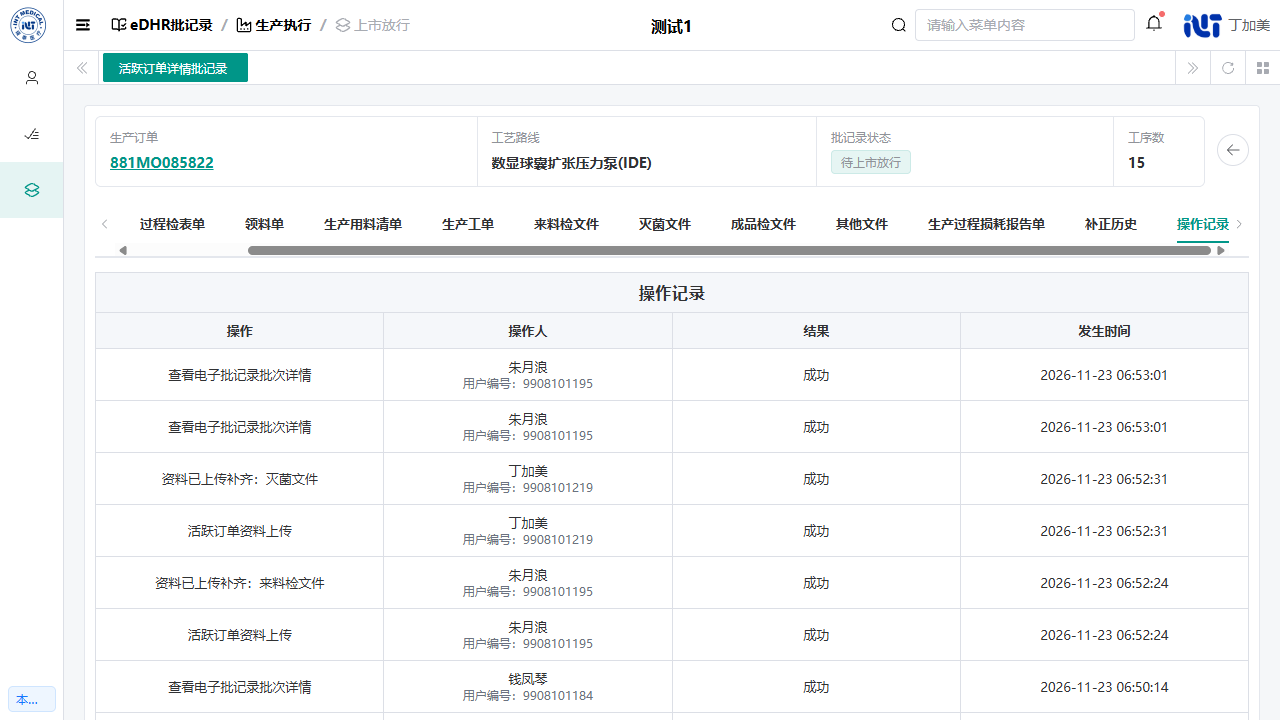 eDHR批记录 / 生产执行 / 上市放行
测试1
请输入菜单内容
丁加美
活跃订单详情批记录
生产订单
881MO085822
工艺路线
数显球囊扩张压力泵(IDE)
批记录状态
待上市放行
工序数
15
过程检表单 领料单 生产用料清单 生产工单 来料检文件 灭菌文件 成品检文件 其他文件 生产过程损耗报告单 补正历史 操作记录
操作记录
操作 操作人 结果 发生时间
查看电子批记录批次详情 朱月浪 用户编号：9908101195 成功 2026-11-23 06:53:01
查看电子批记录批次详情 朱月浪 用户编号：9908101195 成功 2026-11-23 06:53:01
资料已上传补齐：灭菌文件 丁加美 用户编号：9908101219 成功 2026-11-23 06:52:31
活跃订单资料上传 丁加美 用户编号：9908101219 成功 2026-11-23 06:52:31
资料已上传补齐：来料检文件 朱月浪 用户编号：9908101195 成功 2026-11-23 06:52:24
活跃订单资料上传 朱月浪 用户编号：9908101195 成功 2026-11-23 06:52:24
查看电子批记录批次详情 钱凤琴 用户编号：9908101184 成功 2026-11-23 06:50:14
本...